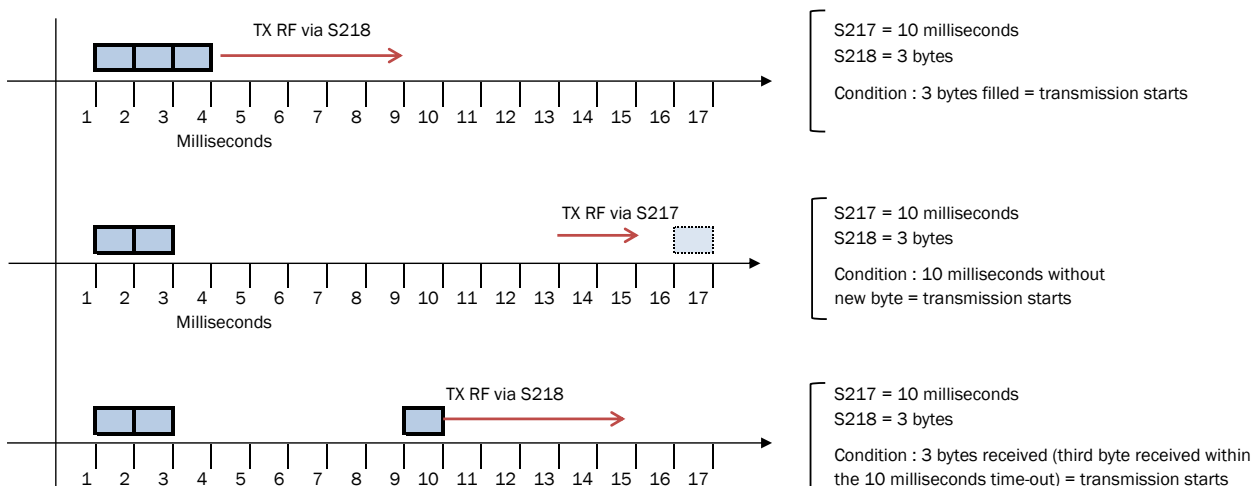 TX RF via S218
1 2 3 4 5 6 7 8 9 10 11 12 13 14 15 16 17
Milliseconds
S217 = 10 milliseconds
S218 = 3 bytes
Condition : 3 bytes filled = transmission starts
TX RF via S217
1 2 3 4 5 6 7 8 9 10 11 12 13 14 15 16 17
Milliseconds
S217 = 10 milliseconds
S218 = 3 bytes
Condition : 10 milliseconds without
new byte = transmission starts
TX RF via S218
1 2 3 4 5 6 7 8 9 10 11 12 13 14 15 16 17
S217 = 10 milliseconds
S218 = 3 bytes
Condition : 3 bytes received (third byte received within
the 10 milliseconds time-out) = transmission starts